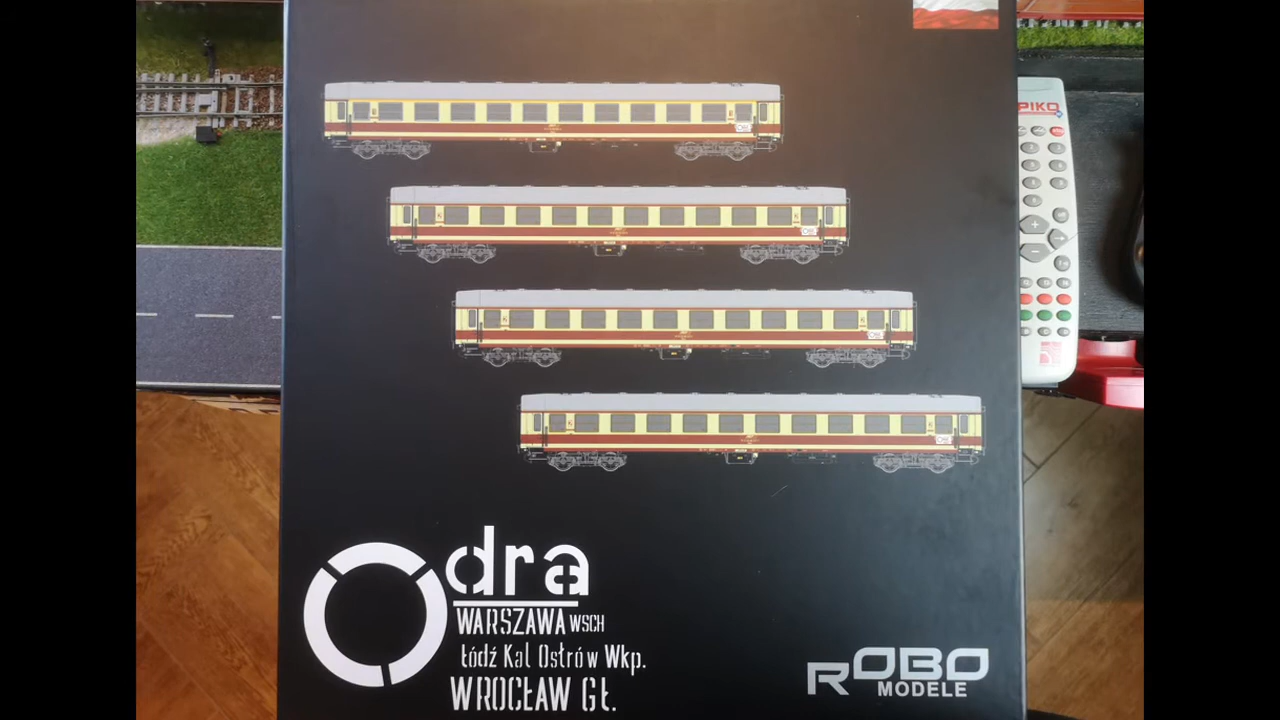 PIKO
Odra
WARSZAWA WSCH
Łódź Kal Ostrów Wkp.
WROCŁAW GŁ.
ROBO
MODELE